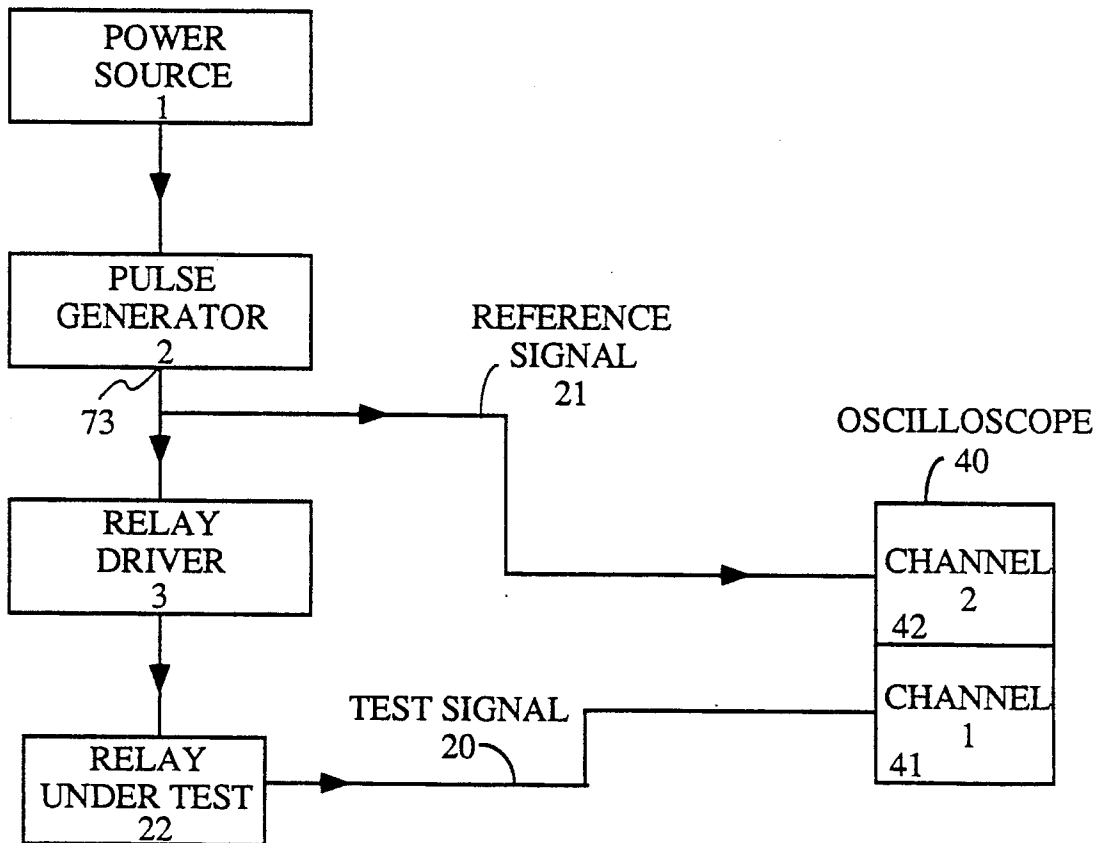 POWER
SOURCE
1
PULSE
GENERATOR
2
73
REFERENCE
SIGNAL
21
OSCILLOSCOPE
40
RELAY
DRIVER
3
CHANNEL
2
42
TEST SIGNAL
20
CHANNEL
1
41
RELAY
UNDER TEST
22